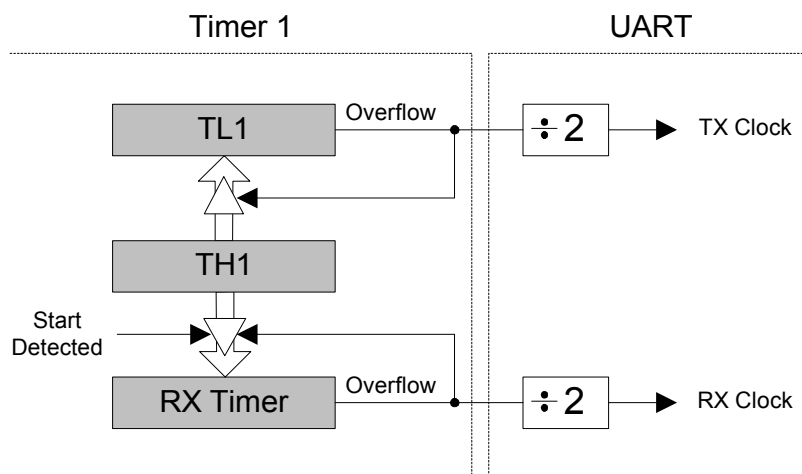 Timer 1
UART
TL1
Overflow
÷ 2
TX Clock
TH1
Start
Detected
RX Timer
Overflow
÷ 2
RX Clock